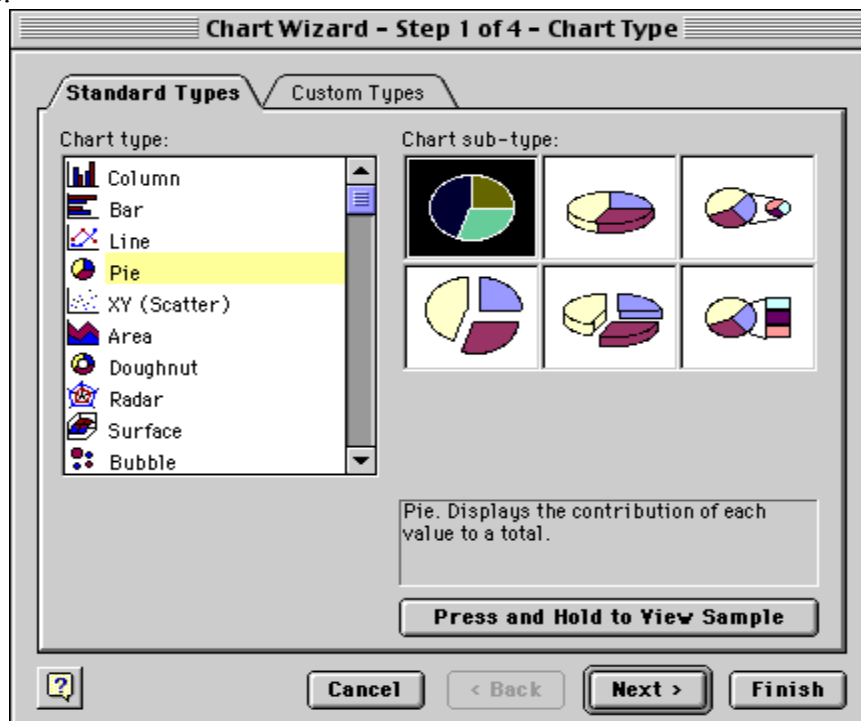 Chart Wizard – Step 1 of 4 – Chart Type
Standard Types
Custom Types
Chart type:
Column
Bar
Line
Pie
XY (Scatter)
Area
Doughnut
Radar
Surface
Bubble
Chart sub-type:
Pie. Displays the contribution of each
value to a total.
Press and Hold to View Sample
?
Cancel
< Back
Next >
Finish